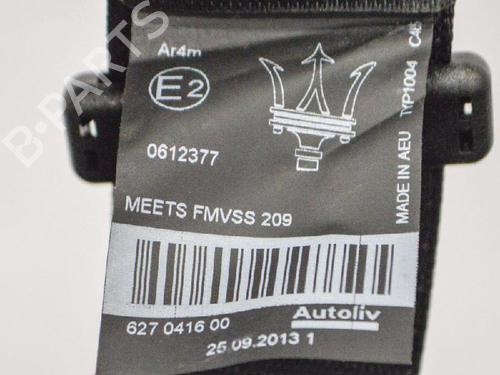 B-PARTS
Ar4m
E2
0612377
MEETS FMVSS 209
627 0416 00
Autoliv
25.09.2013 1
MADE IN AEU TYP1004